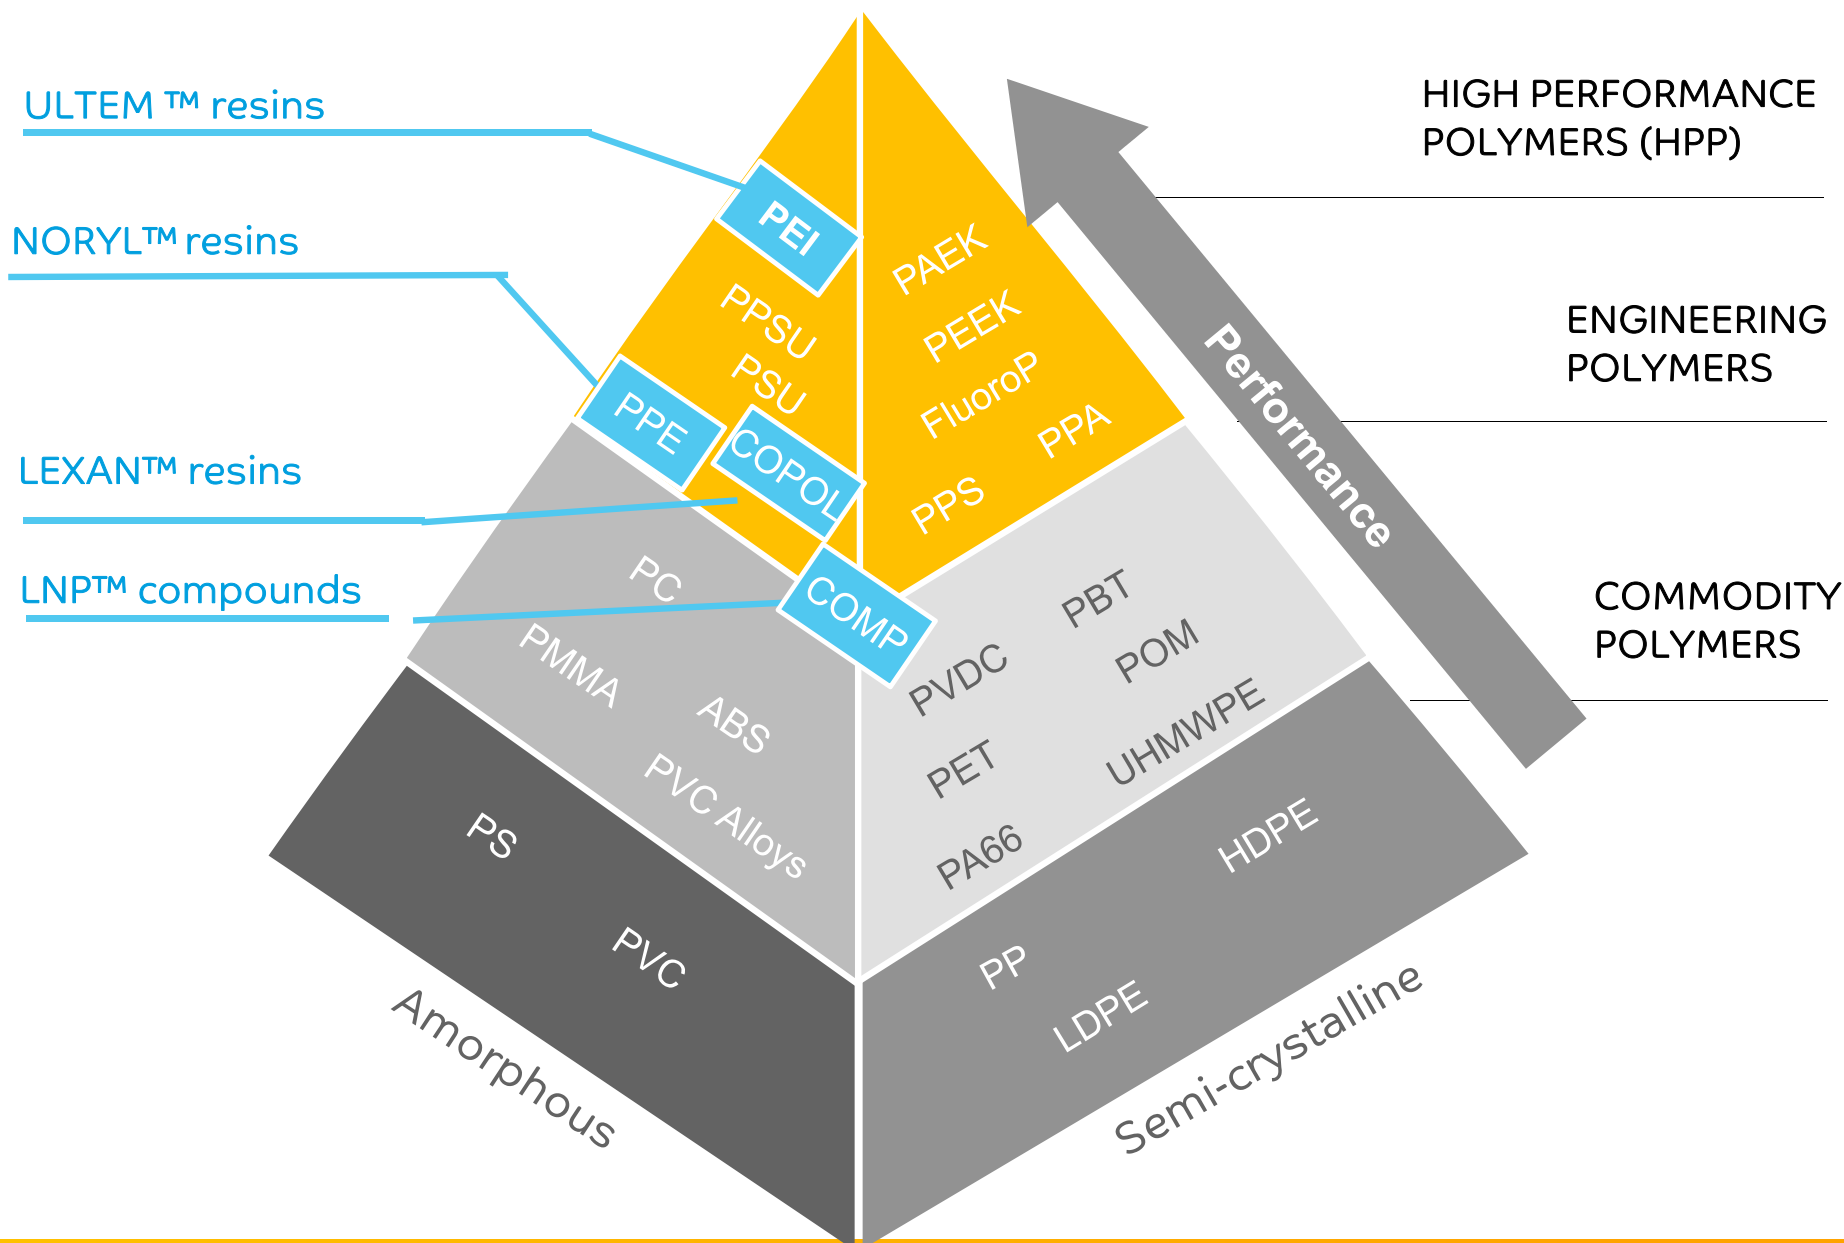 ULTEM ™ resins
NORYL™ resins
LEXAN™ resins
LNP™ compounds
PEI
PPSU
PSU
PPE
COPOL
COMP
PAEK
PEEK
FluoroP
PPA
PPS
PC
PMMA
ABS
PVC Alloys
PBT
PVDC
POM
PET
UHMWPE
PA66
PS
PVC
HDPE
PP
LDPE
Amorphous
Semi-crystalline
Performance
HIGH PERFORMANCE
POLYMERS (HPP)
ENGINEERING
POLYMERS
COMMODITY
POLYMERS